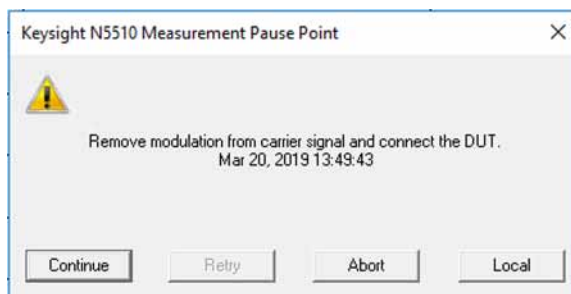 Keysight N5510 Measurement Pause Point
Remove modulation from carrier signal and connect the DUT.
Mar 20, 2019 13:49:43
Continue Retry Abort Local